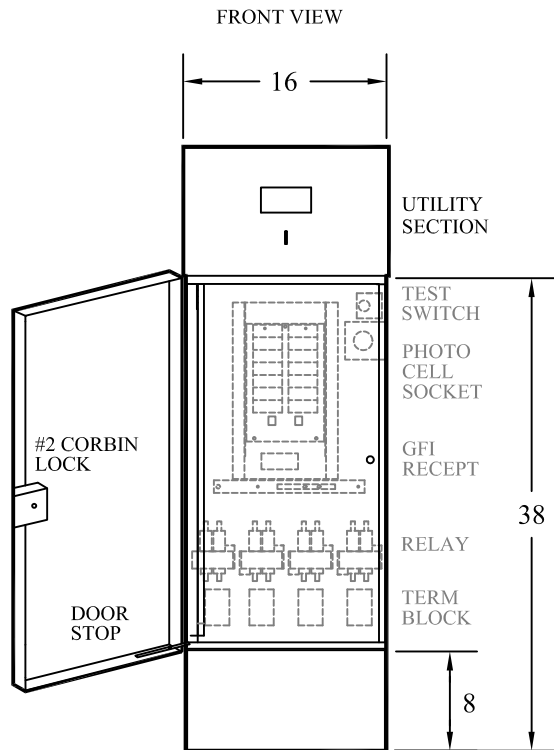 FRONT VIEW
16
UTILITY
SECTION
TEST
SWITCH
PHOTO
CELL
SOCKET
#2 CORBIN
LOCK
GFI
RECEPT
38
RELAY
TERM
BLOCK
DOOR
STOP
8